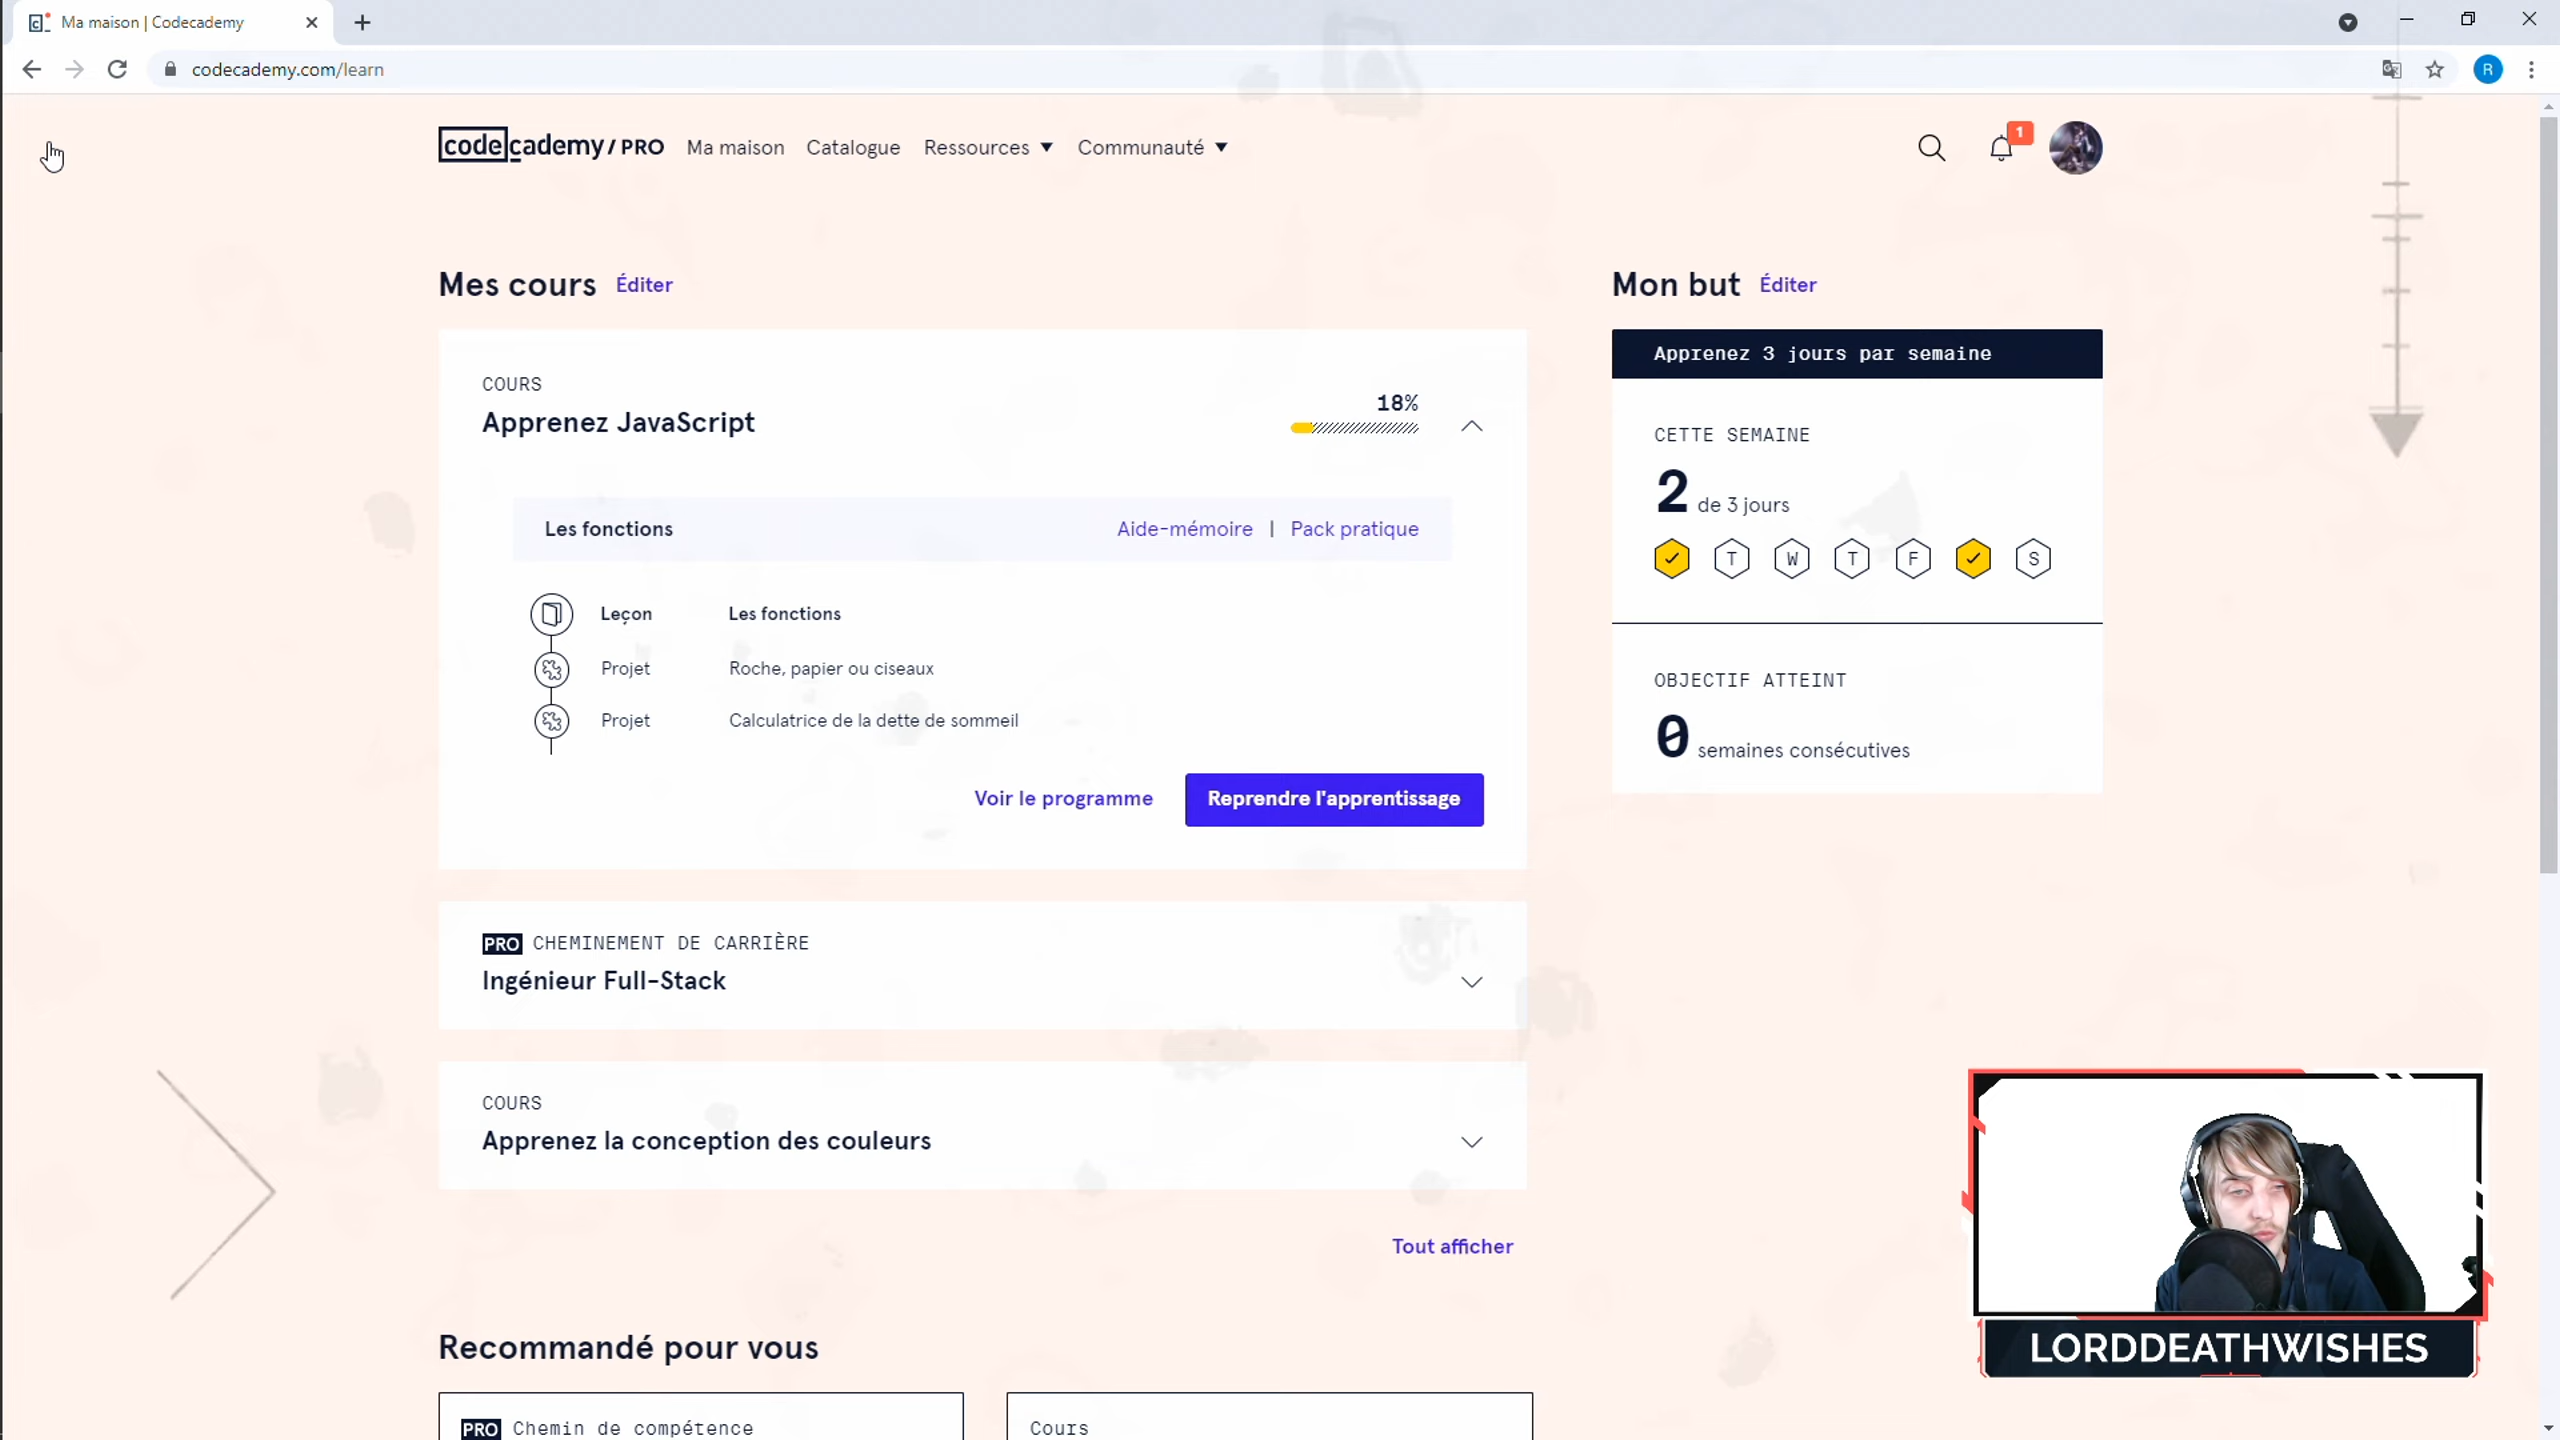 Ma maison | Codecademy
codecademy.com/learn
R
codecademy / PRO Ma maison Catalogue Ressources Communauté
1
Mes cours Éditer
COURS
Apprenez JavaScript
18%
Les fonctions Aide-mémoire | Pack pratique
Leçon Les fonctions
Projet Roche, papier ou ciseaux
Projet Calculatrice de la dette de sommeil
Voir le programme Reprendre l'apprentissage
PRO CHEMINEMENT DE CARRIÈRE
Ingénieur Full-Stack
COURS
Apprenez la conception des couleurs
Tout afficher
Recommandé pour vous
PRO Chemin de compétence
Cours
Mon but Éditer
Apprenez 3 jours par semaine
CETTE SEMAINE
2 de 3 jours
T W T F S
OBJECTIF ATTEINT
0 semaines consécutives
LORDDEATHWISHES